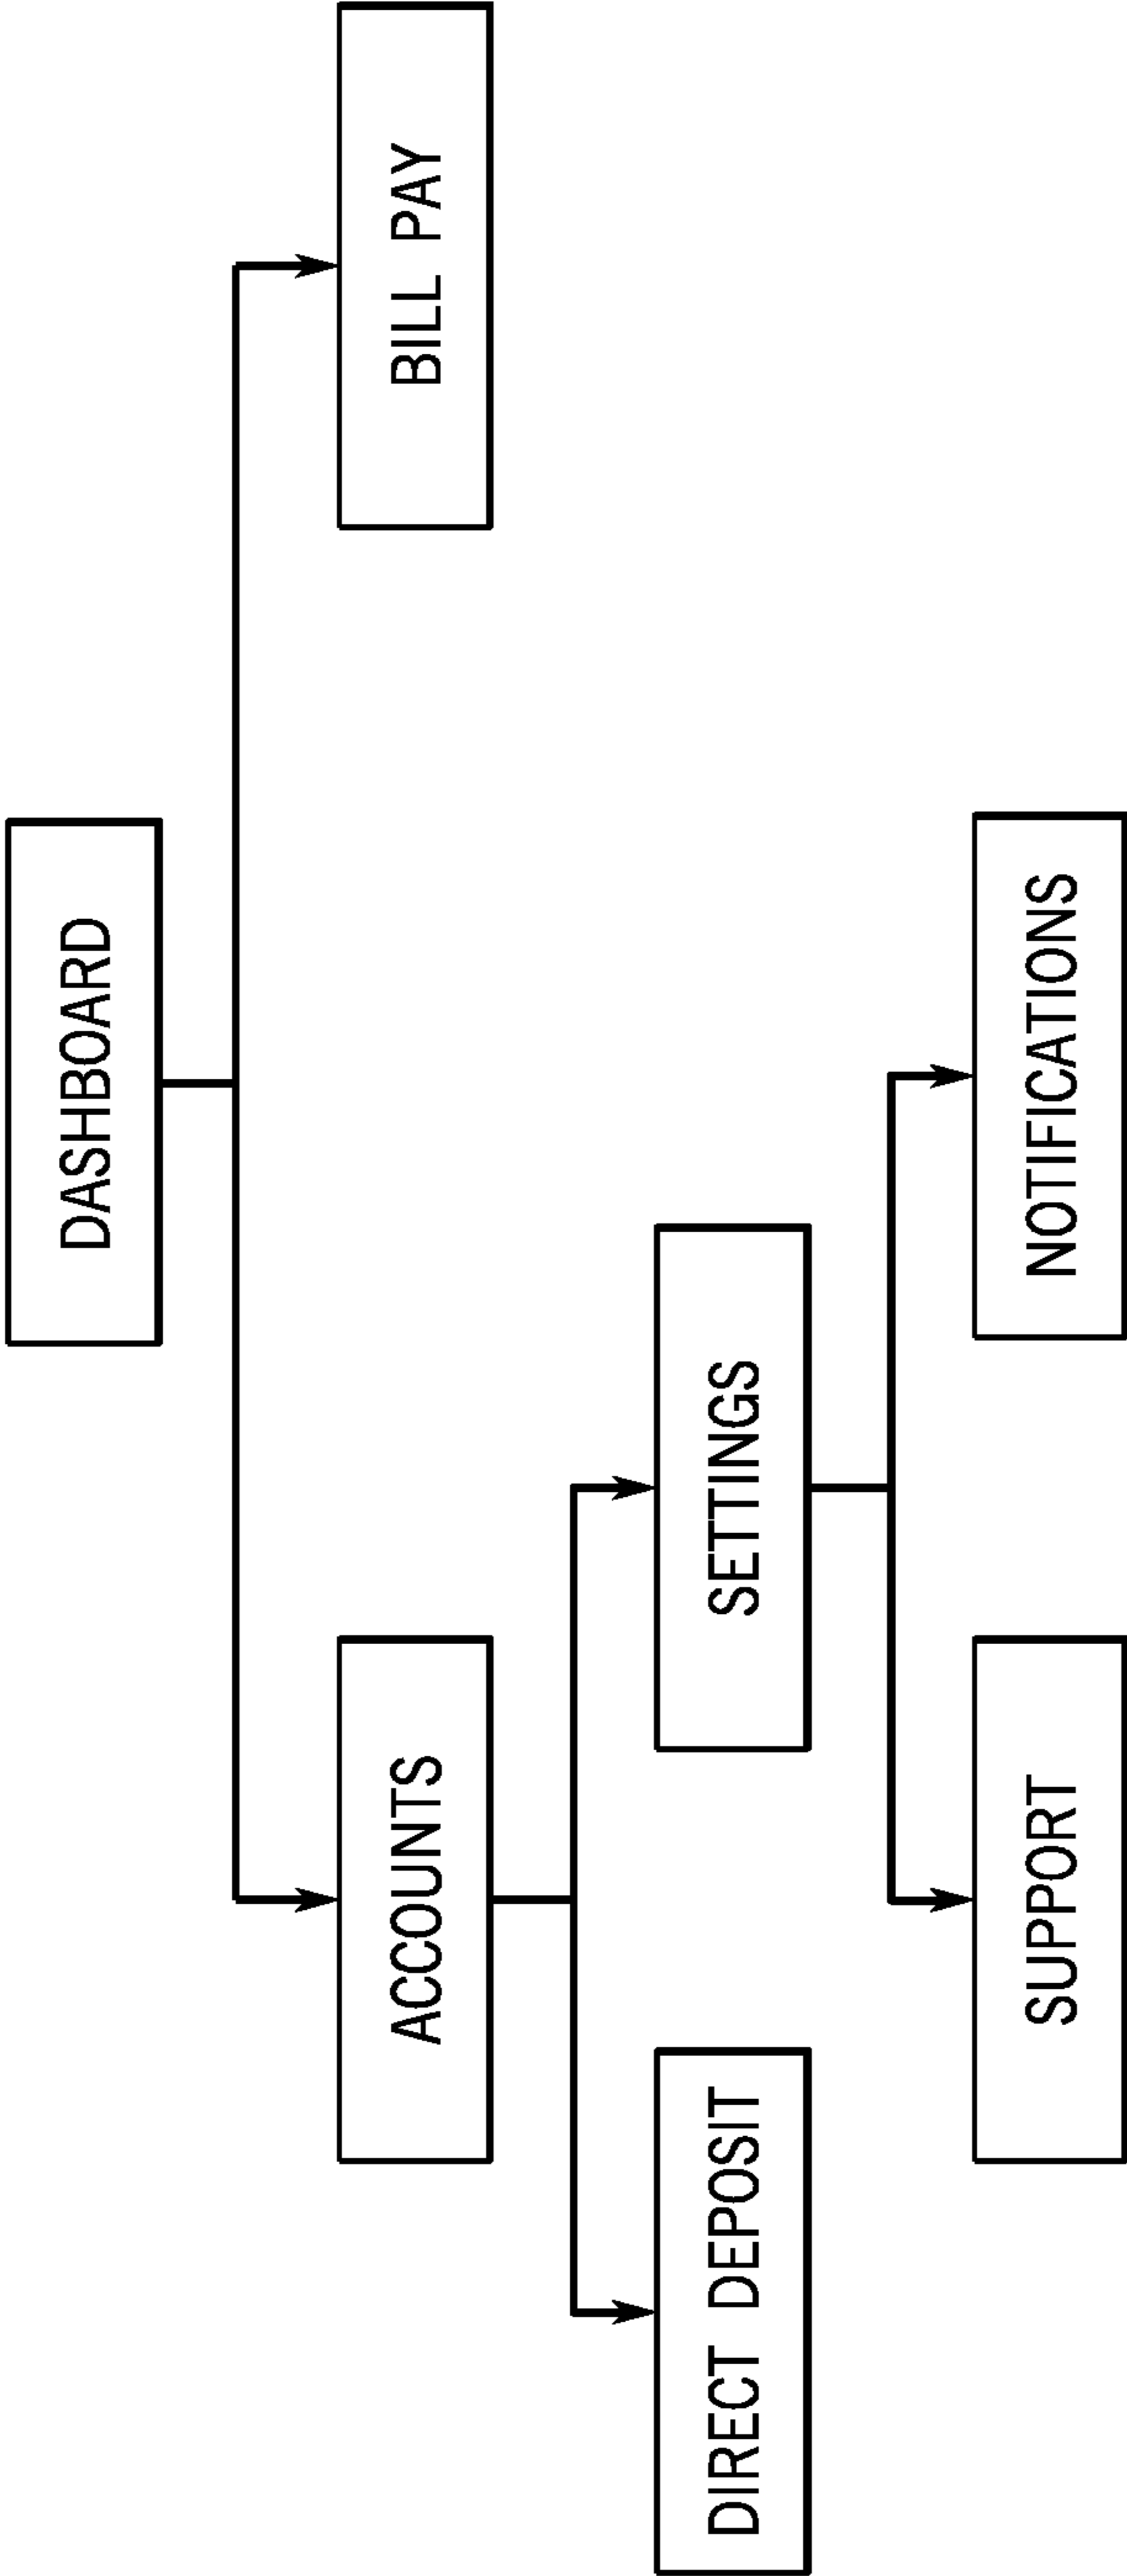 DASHBOARD
ACCOUNTS
BILL PAY
DIRECT DEPOSIT
SETTINGS
SUPPORT
NOTIFICATIONS